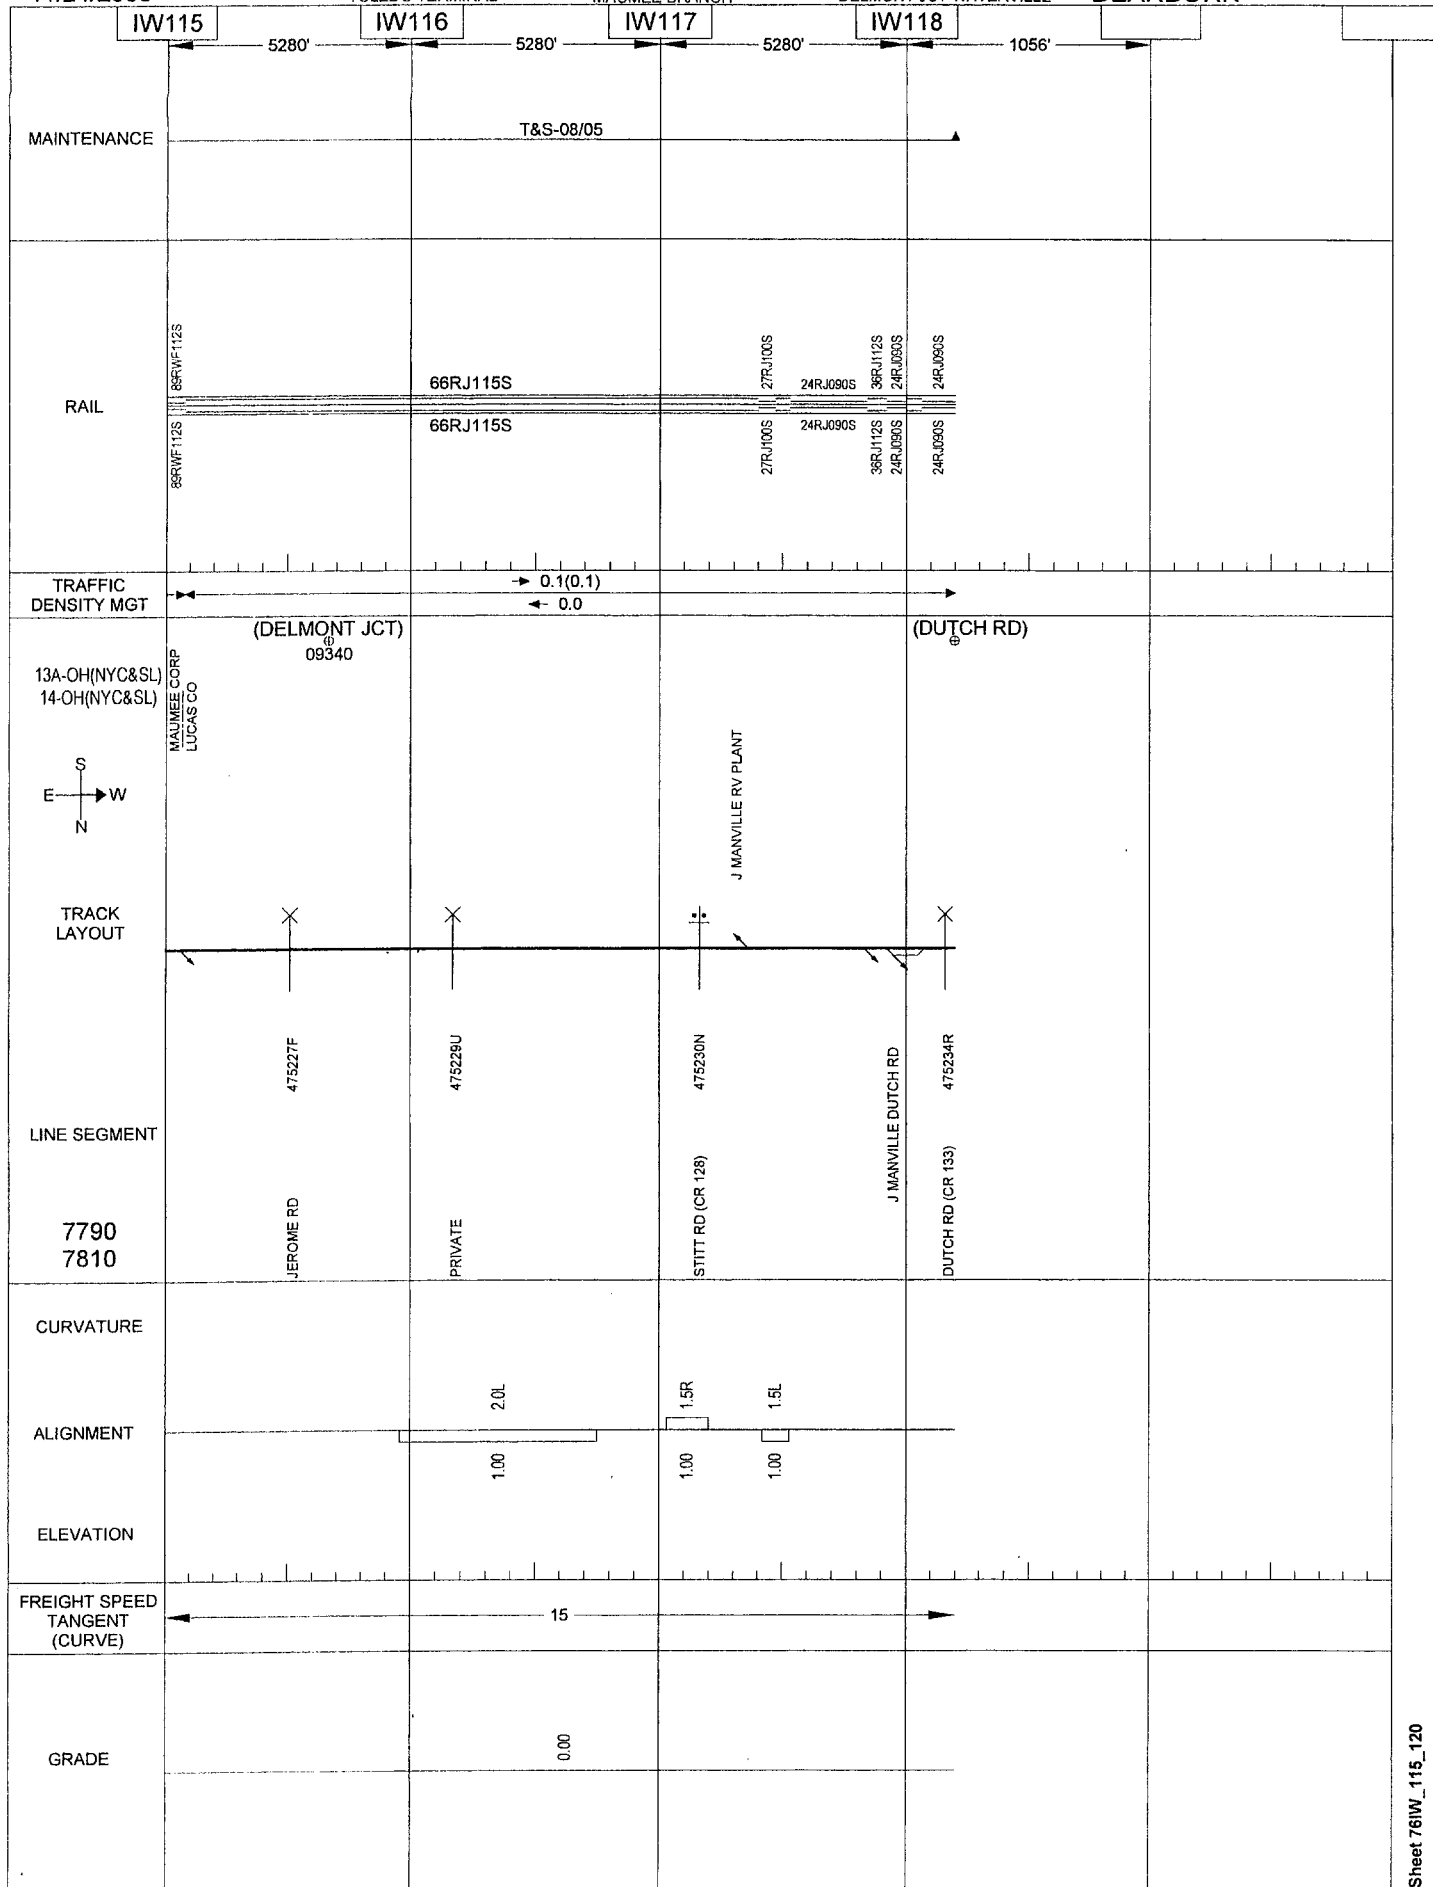 MAUMEE BRANCH
DEARBORN
IW115
IW116
IW117
IW118
5280'
5280'
5280'
1056'
MAINTENANCE
T&S-08/05
RAIL
89RWF112S
66RJ115S
27RJ100S
24RJ090S
36RJ112S
24RJ090S
24RJ090S
89RWF112S
66RJ115S
27RJ100S
24RJ090S
36RJ112S
24RJ090S
24RJ090S
TRAFFIC
DENSITY MGT
0.1(0.1)
0.0
(DELMONT JCT)
09340
(DUTCH RD)
13A-OH(NYC&SL)
14-OH(NYC&SL)
MAUMEE CORP
LUCAS CO
S
E
W
N
J MANVILLE RV PLANT
TRACK
LAYOUT
475227F
475229U
475230N
475234R
J MANVILLE DUTCH RD
LINE SEGMENT
7790
7810
JEROME RD
PRIVATE
STITT RD (CR 128)
DUTCH RD (CR 133)
CURVATURE
2.0L
1.5R
1.5L
ALIGNMENT
1.00
1.00
1.00
ELEVATION
FREIGHT SPEED
TANGENT
(CURVE)
15
GRADE
0.00
Sheet 76IW_115_120